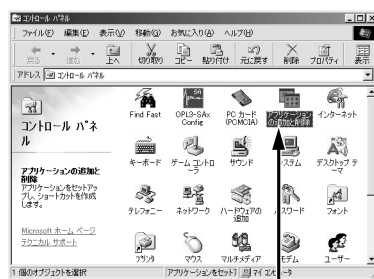 コントロール パネル
ファイル(F) 編集(E) 表示(V) 移動(G) お気に入り(A) ヘルプ(H)
戻る 進む 上へ 切り取り コピー 貼り付け 元に戻す 削除 プロパティ 表示
アドレス コントロール パネル
コントロール パネ
ル
アプリケーションの追加と
削除
アプリケーションをセットアッ
プし、ショートカットを作成
します。
Microsoft ホーム ページ
テクニカル サポート
Find Fast
OPL3-SAx
Config
PC カード
(PCMCIA)
アプリケーション
の追加と削除
インターネット
キーボード
ゲーム コントロ
ーラ
サウンド
システム
デスクトップ テ
ーマ
テレフォニー
ネットワーク
ハードウェアの
追加
パスワード
フォント
プリンタ
マウス
マルチメディア
モデム
ユーザー
1 個のオブジェクトを選択
アプリケーションをセットア
マイ コン